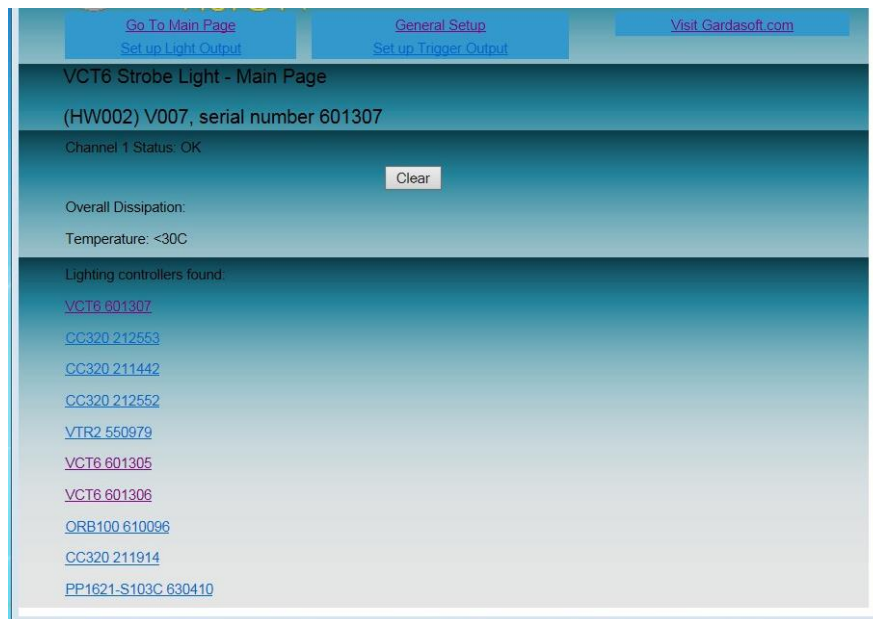 Go To Main Page General Setup Visit Gardasoft.com
Set up Light Output Set up Trigger Output
VCT6 Strobe Light - Main Page
(HW002) V007, serial number 601307
Channel 1 Status: OK
Clear
Overall Dissipation:
Temperature: <30C
Lighting controllers found:
VCT6 601307
CC320 212553
CC320 211442
CC320 212552
VTR2 550979
VCT6 601305
VCT6 601306
ORB100 610096
CC320 211914
PP1621-S103C 630410